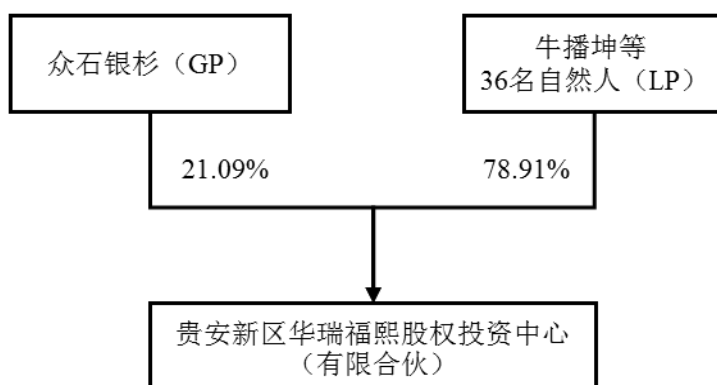 众石银杉（GP）
牛播坤等
36名自然人（LP）
21.09%
78.91%
贵安新区华瑞福熙股权投资中心
（有限合伙）